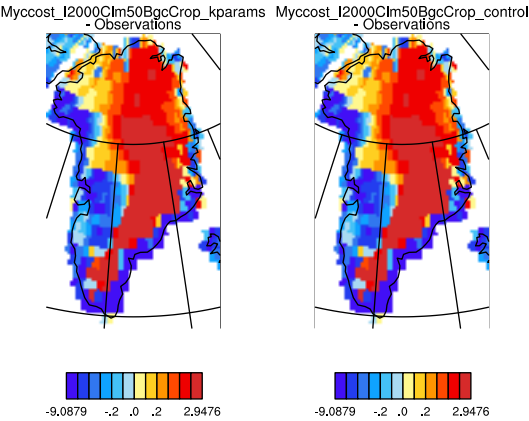 Myccost_I2000Clm50BgcCrop_kparams
- Observations
Myccost_I2000Clm50BgcCrop_control
- Observations
-9.0879 -.2 .0 .2 2.9476
-9.0879 -.2 .0 .2 2.9476